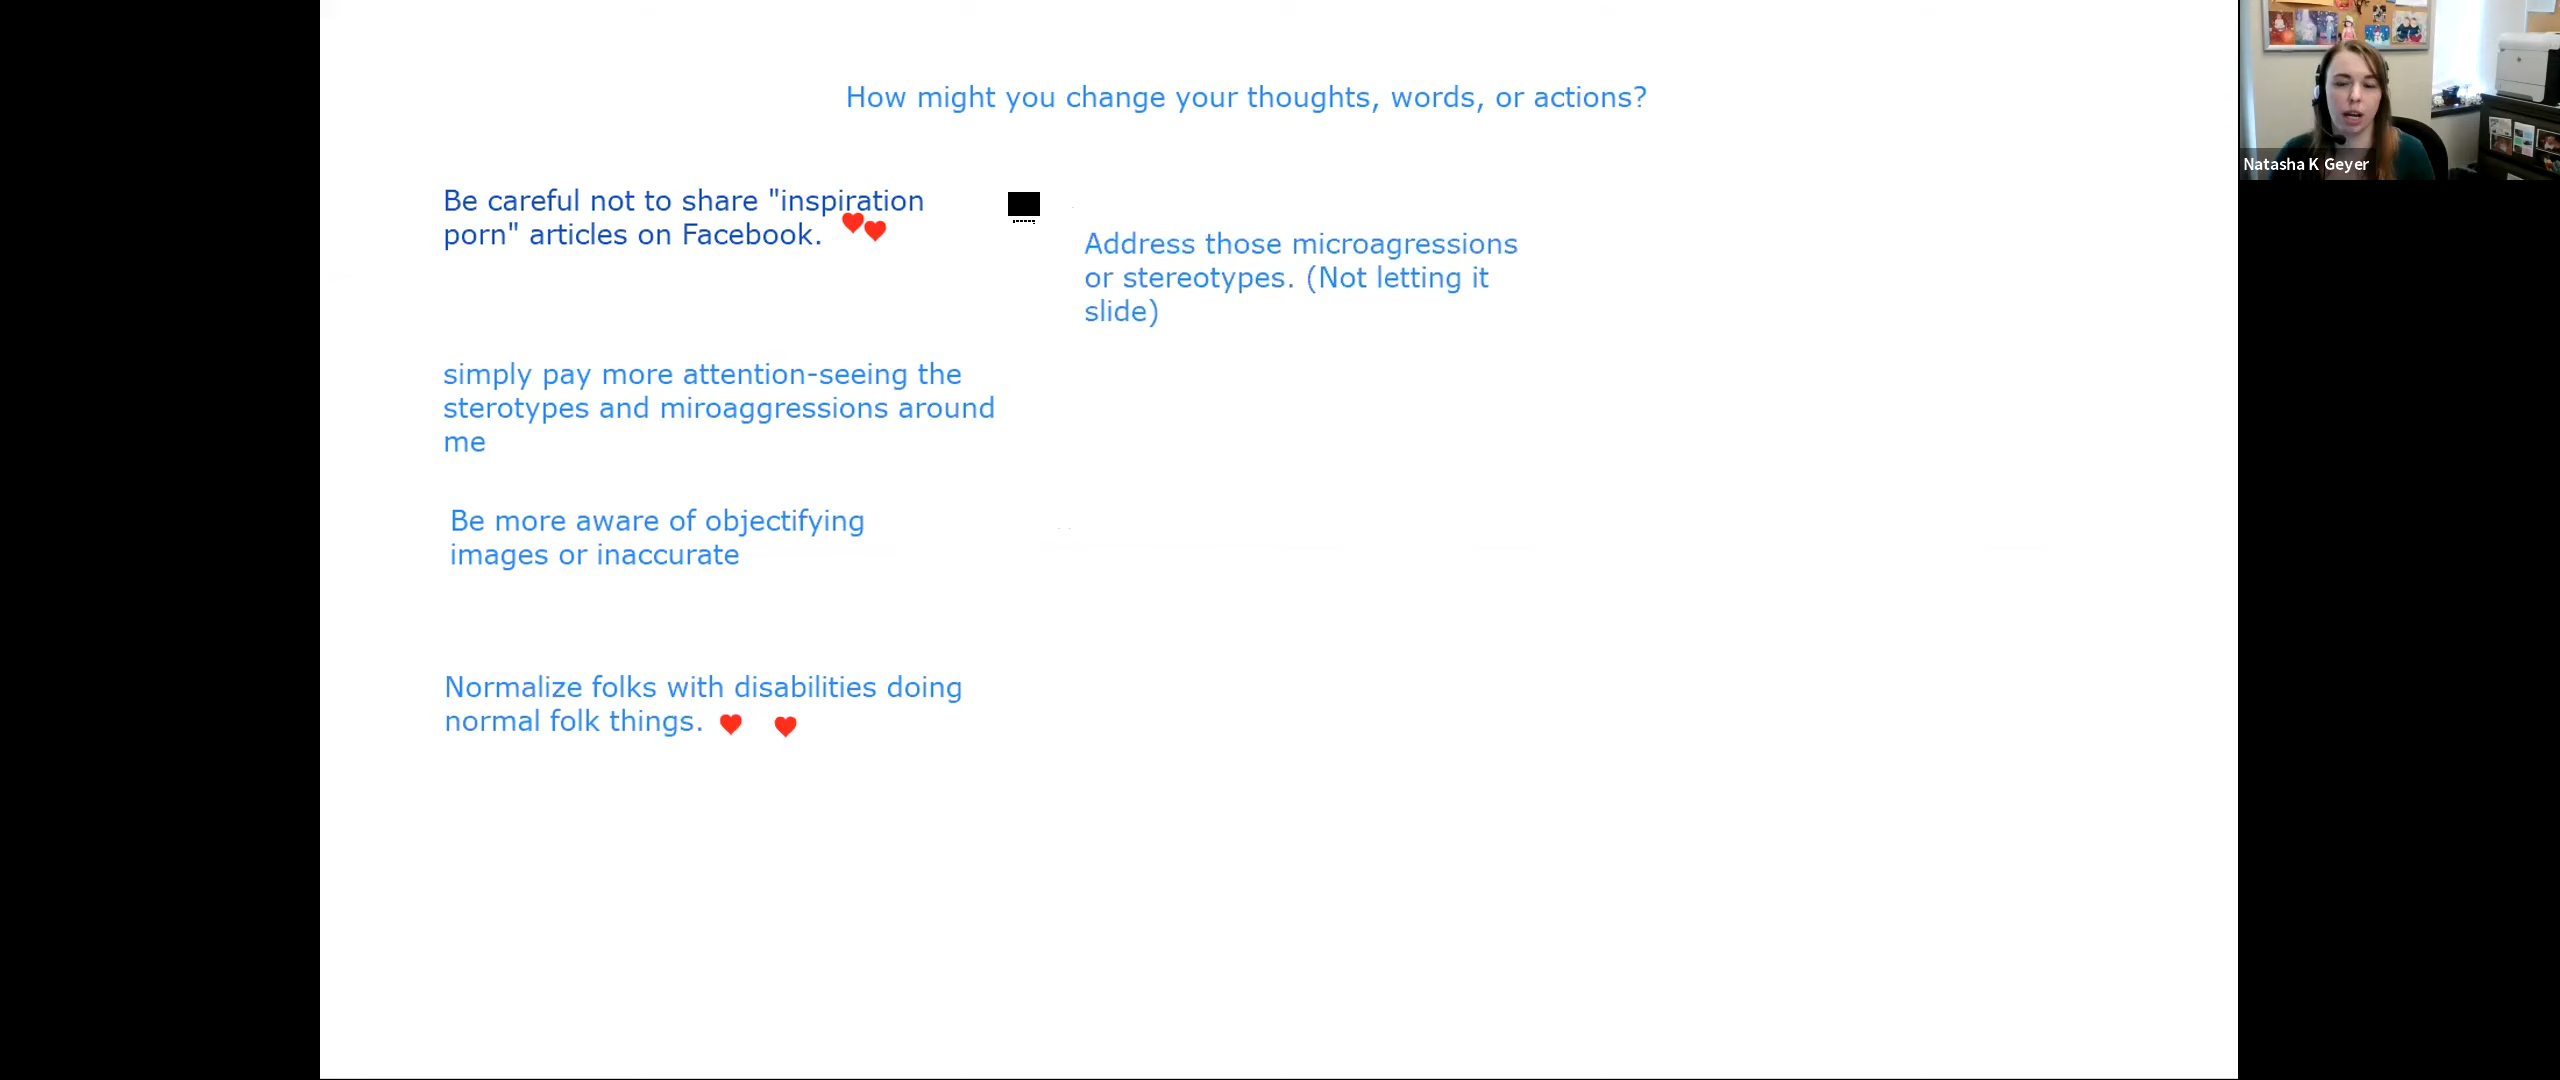 How might you change your thoughts, words, or actions?
Be careful not to share "inspiration
porn" articles on Facebook.
Address those microagressions
or stereotypes. (Not letting it
slide)
simply pay more attention-seeing the
sterotypes and miroaggressions around
me
Be more aware of objectifying
images or inaccurate
Normalize folks with disabilities doing
normal folk things.
Natasha K Geyer